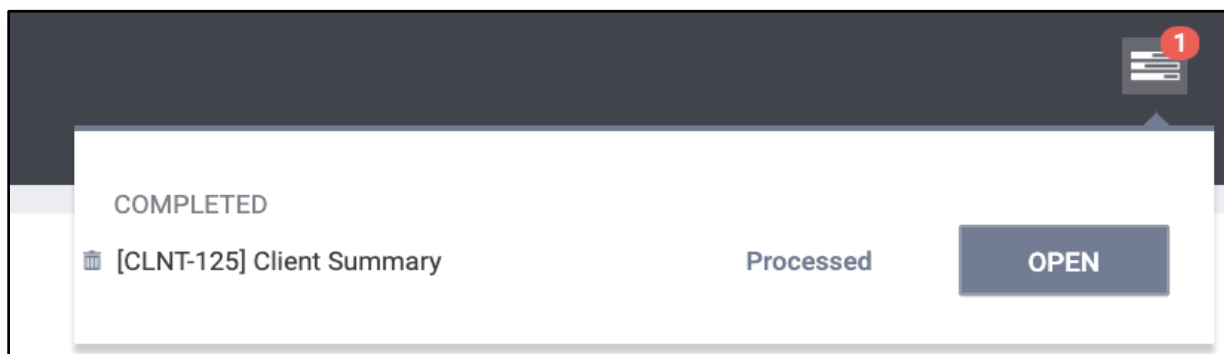 1
COMPLETED
[CLNT-125] Client Summary Processed OPEN